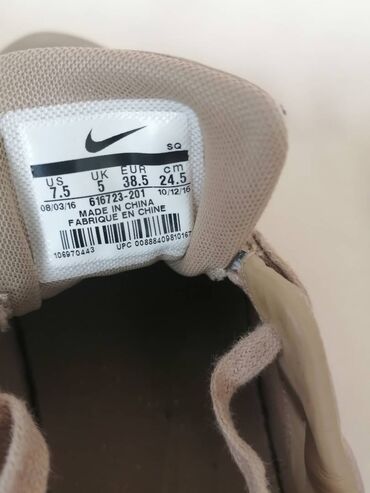 SQ
US UK EUR cm
7.5 5 38.5 24.5
08/03/16 616723-201 10/12/16
MADE IN CHINA
FABRIQUE EN CHINE
106970443 UPC 00888409810167